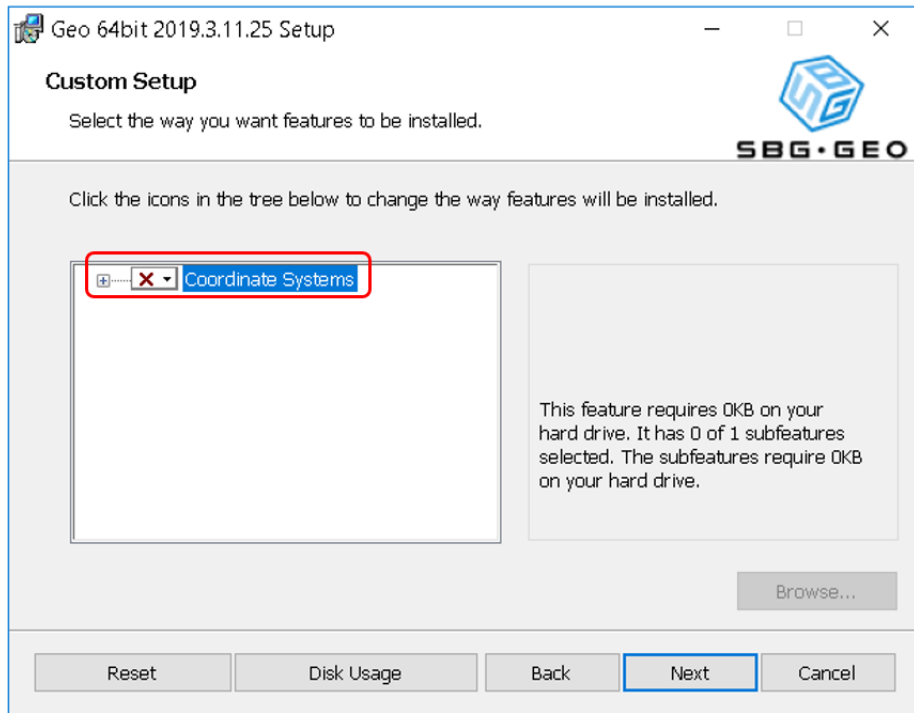 Geo 64bit 2019.3.11.25 Setup
Custom Setup
Select the way you want features to be installed.
SBG
SBG·GEO
Click the icons in the tree below to change the way features will be installed.
Coordinate Systems
This feature requires 0KB on your
hard drive. It has 0 of 1 subfeatures
selected. The subfeatures require 0KB
on your hard drive.
Browse...
Reset
Disk Usage
Back
Next
Cancel